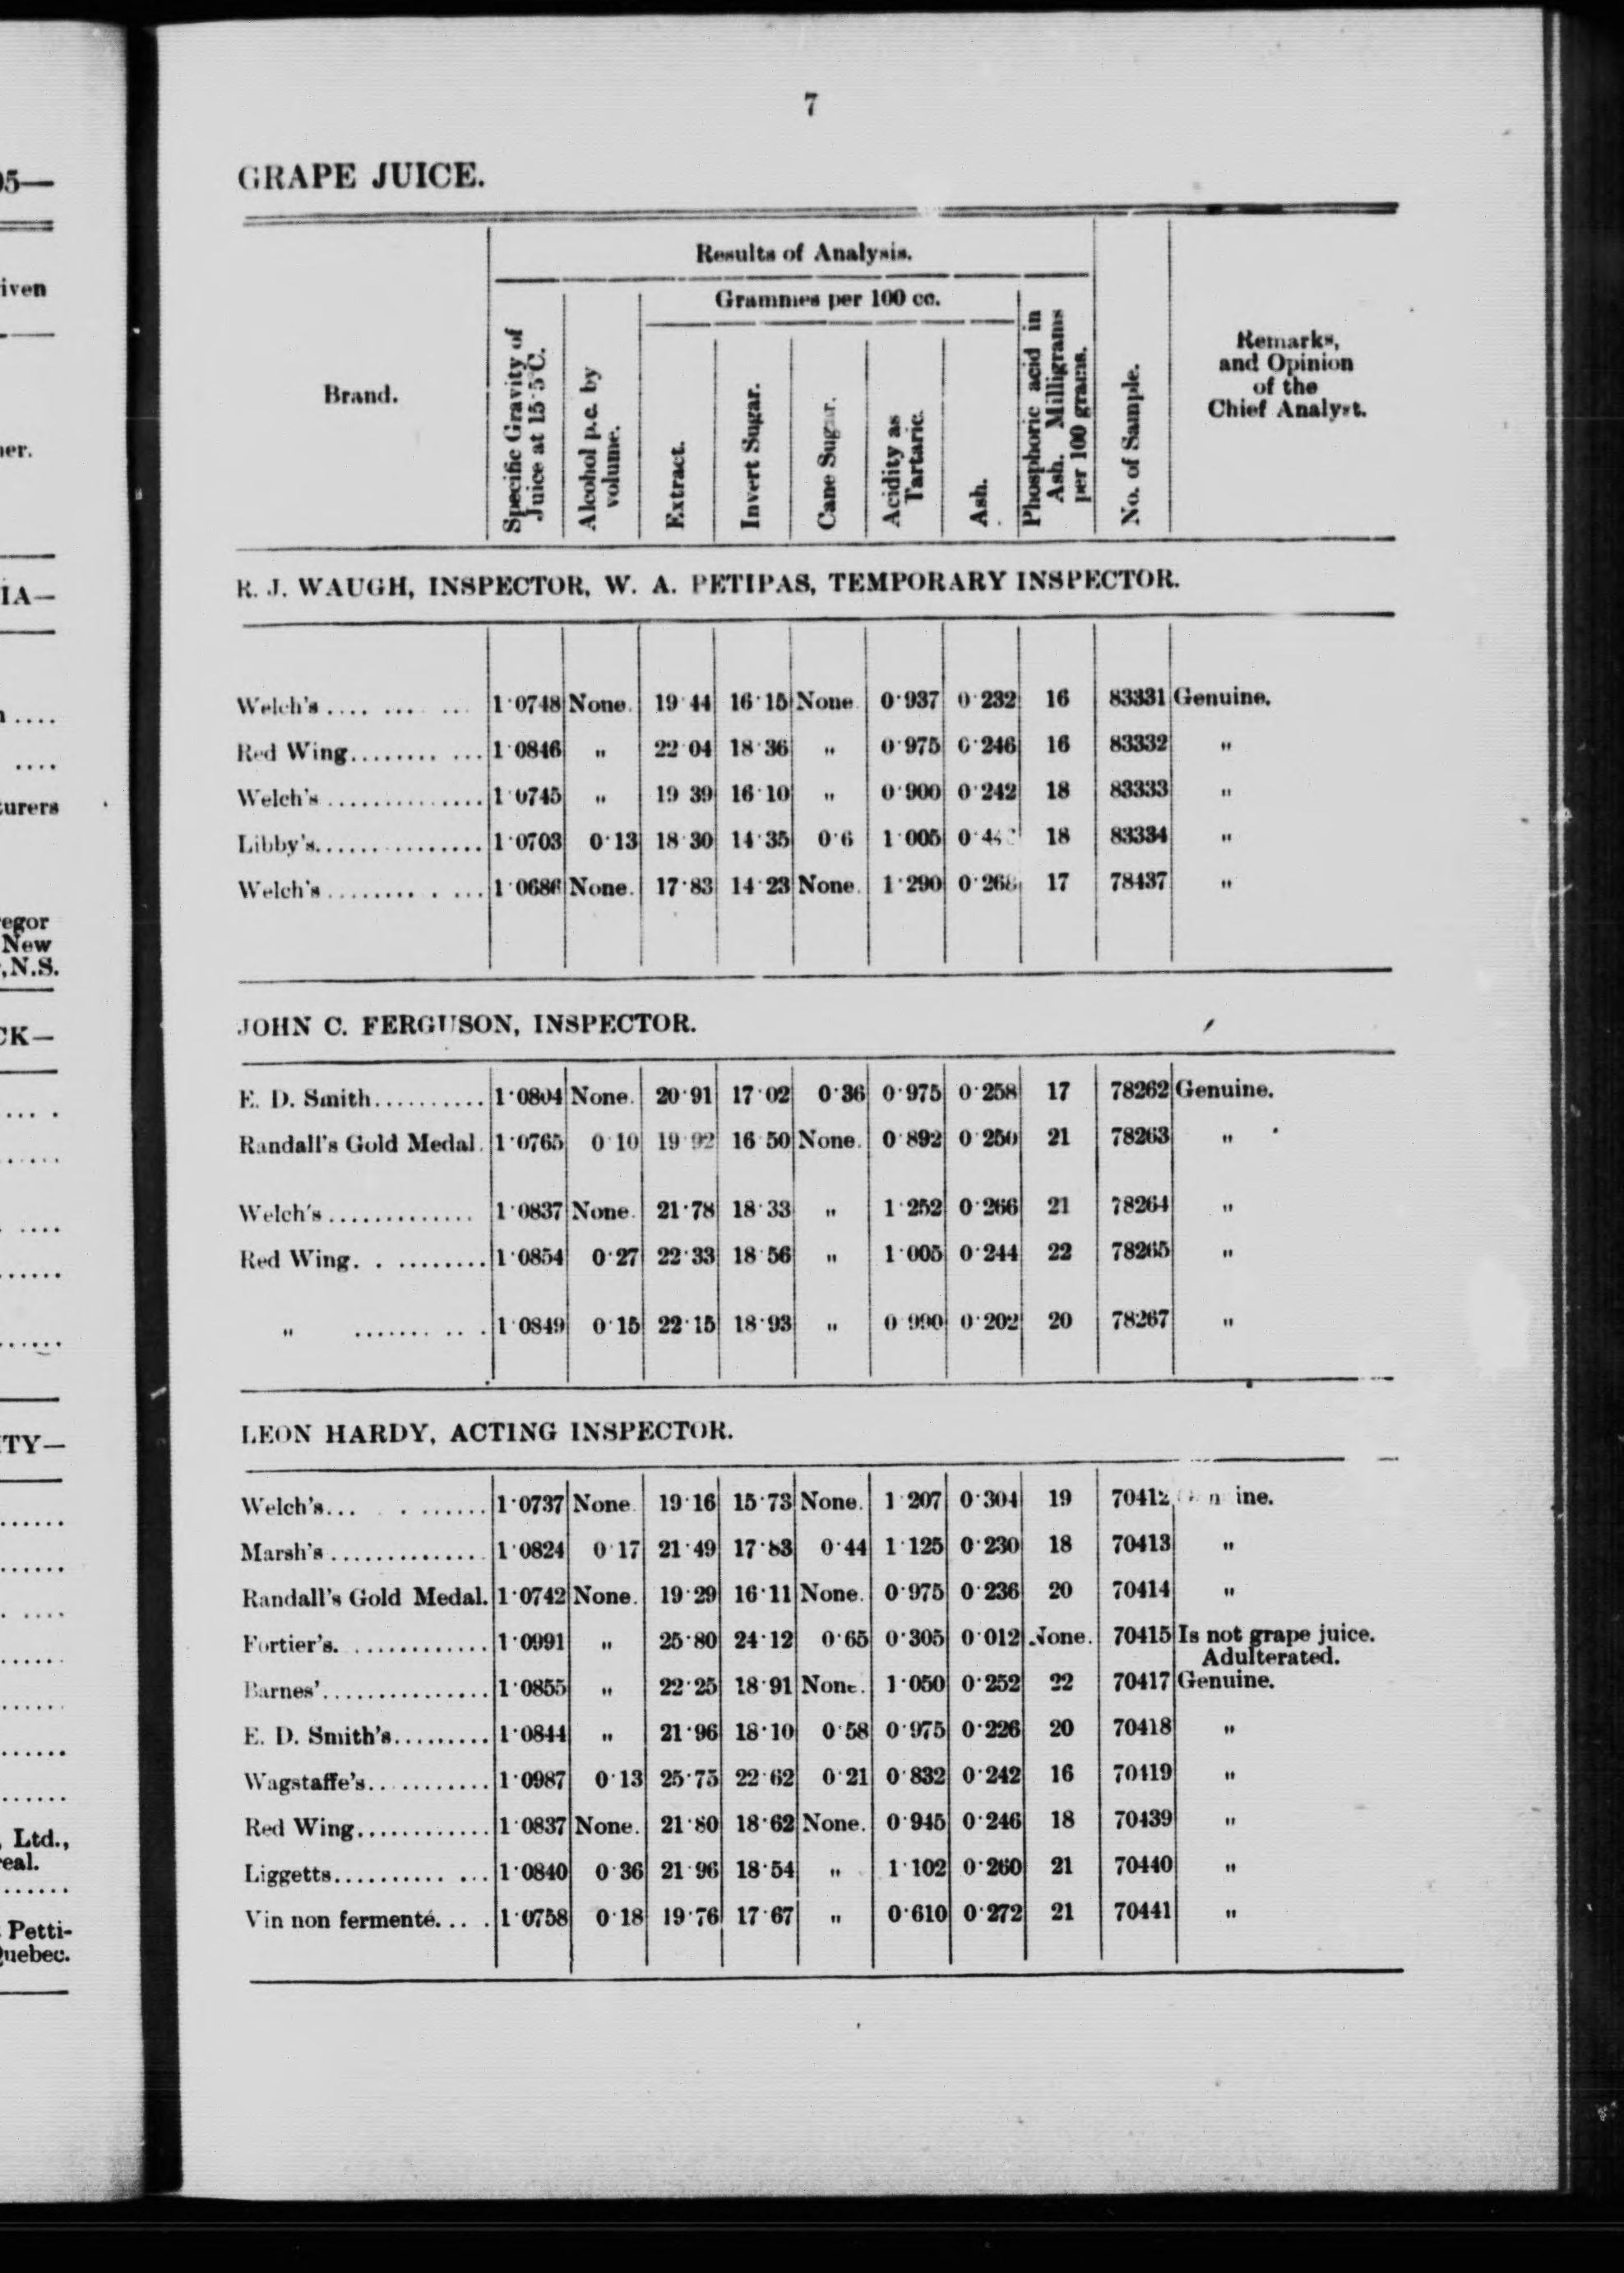 05—
iven
ner.
IA—
turers
egor
New
,N.S.
CK—
ITY—
, Ltd.,
real.
Petti-
Quebec.
7
GRAPE JUICE.
Results of Analysis.
Grammes per 100 cc.
Brand.
Specific Gravity of Juice at 15·5°C.
Alcohol p.c. by volume.
Extract.
Invert Sugar.
Cane Sugar.
Acidity as Tartaric.
Ash.
Phosphoric acid in Ash. Milligrams per 100 grams.
No. of Sample.
Remarks, and Opinion of the Chief Analyst.
R. J. WAUGH, INSPECTOR, W. A. PETIPAS, TEMPORARY INSPECTOR.
Welch's .... ... ... 1·0748 None. 19·44 16·15 None. 0·937 0·232 16 83331 Genuine.
Red Wing........ ... 1·0846 " 22·04 18·36 " 0·975 0·246 16 83332 "
Welch's .............. 1·0745 " 19·39 16·10 " 0·900 0·242 18 83333 "
Libby's............... 1·0703 0·13 18·30 14·35 0·6 1·005 18 83334 "
Welch's ......... . ... 1·0686 None. 17·83 14·23 None. 1·290 0·268 17 78437 "
JOHN C. FERGUSON, INSPECTOR.
E. D. Smith.......... 1·0804 None. 20·91 17·02 0·36 0·975 0·258 17 78262 Genuine.
Randall's Gold Medal. 1·0765 0·10 19·92 16·50 None. 0·892 0·250 21 78263 "
Welch's ............. 1·0837 None. 21·78 18·33 " 1·252 0·266 21 78264 "
Red Wing. . ......... 1·0854 0·27 22·33 18·56 " 1·005 0·244 22 78265 "
" ....... .. . 1·0849 0·15 22·15 18·93 " 0·990 0·202 20 78267 "
LEON HARDY, ACTING INSPECTOR.
Welch's... . ...... 1·0737 None. 19·16 15·73 None. 1·207 0·304 19 70412 Genuine.
Marsh's .............. 1·0824 0·17 21·49 17·83 0·44 1·125 0·230 18 70413 "
Randall's Gold Medal. 1·0742 None. 19·29 16·11 None. 0·975 0·236 20 70414 "
Fortier's. ............. 1·0991 " 25·80 24·12 0·65 0·305 0·012 None. 70415 Is not grape juice.
Adulterated.
Barnes'............... 1·0855 " 22·25 18·91 None. 1·050 0·252 22 70417 Genuine.
E. D. Smith's......... 1·0844 " 21·96 18·10 0·58 0·975 0·226 20 70418 "
Wagstaffe's........... 1·0987 0·13 25·75 22·62 0·21 0·832 0·242 16 70419 "
Red Wing............ 1·0837 None. 21·80 18·62 None. 0·945 0·246 18 70439 "
Liggetts.......... ... 1·0840 0·36 21·96 18·54 " 1·102 0·260 21 70440 "
Vin non fermenté... . 1·0758 0·18 19·76 17·67 " 0·610 0·272 21 70441 "